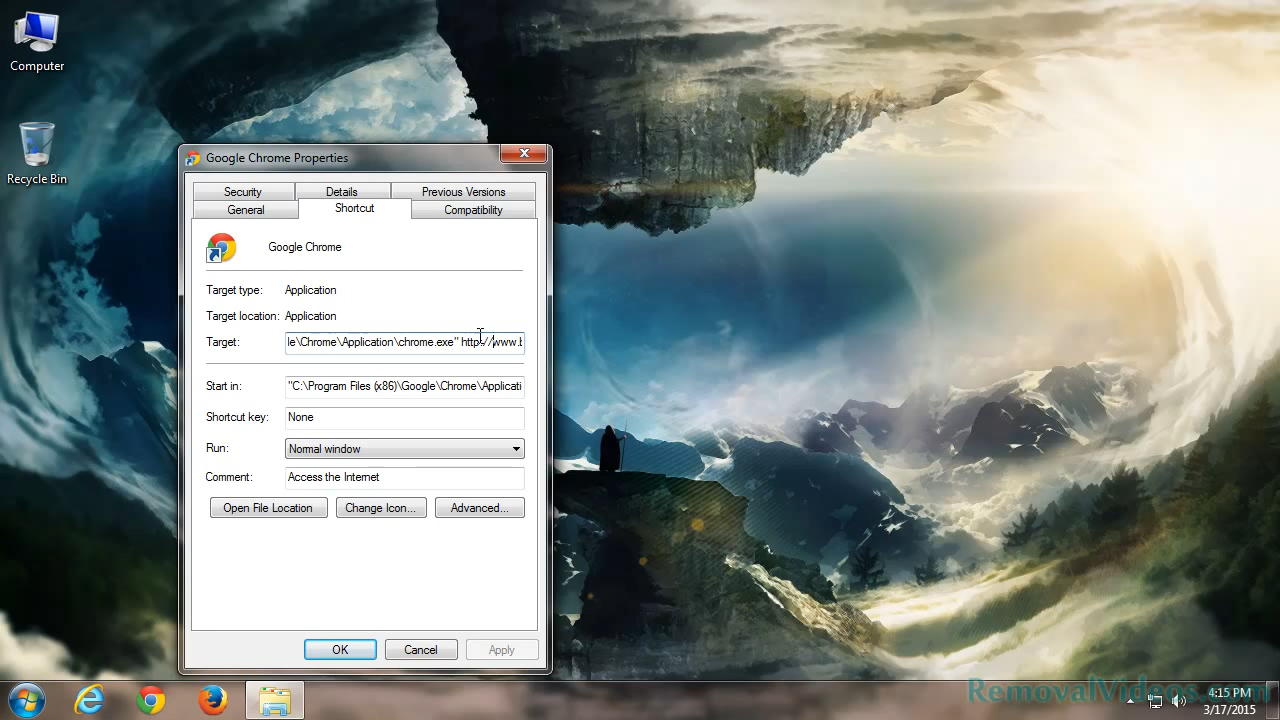 Computer
Recycle Bin
Google Chrome Properties
Security Details Previous Versions
General Shortcut Compatibility
Google Chrome
Target type: Application
Target location: Application
Target: le\Chrome\Application\chrome.exe" http://www.b
Start in: "C:\Program Files (x86)\Google\Chrome\Applicati
Shortcut key: None
Run: Normal window
Comment: Access the Internet
Open File Location Change Icon... Advanced...
OK Cancel Apply
RemovalVideos.com
4:15 PM
3/17/2015